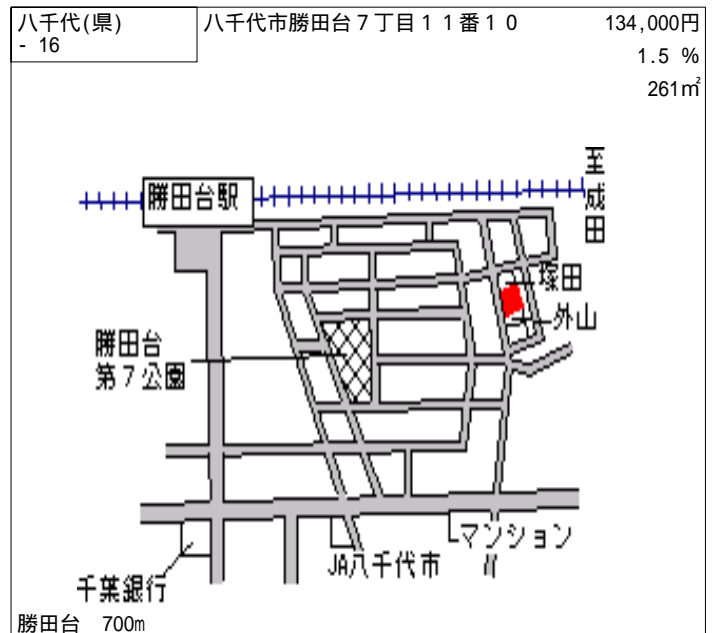 八千代(県)
- 16
八千代市勝田台７丁目１１番１０
134,000円
1.5 %
261㎡
至成田
勝田台駅
塚田
外山
勝田台
第７公園
マンション
JA八千代市
千葉銀行
勝田台 700m